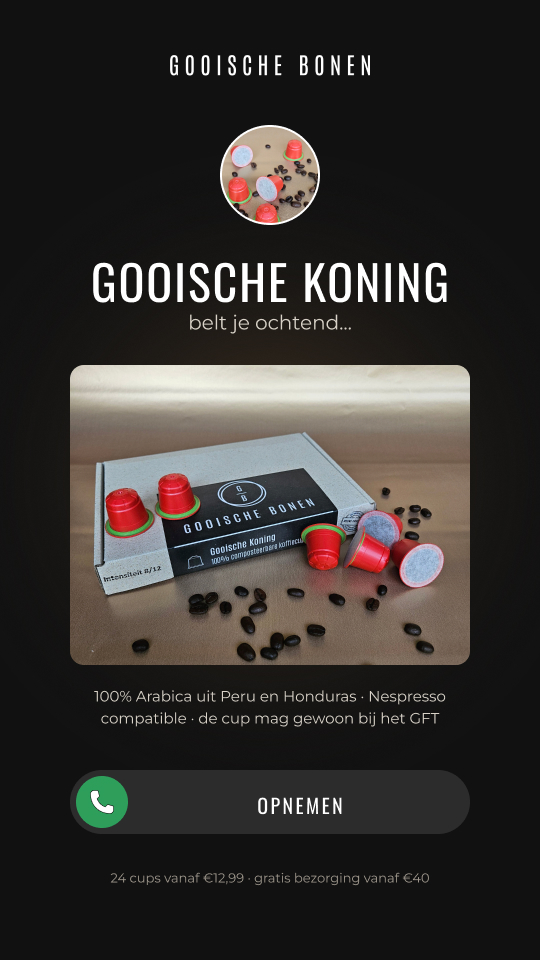 GOOISCHE BONEN
GOOISCHE KONING
belt je ochtend...
G
B
GOOISCHE BONEN
Gooische Koning
100% composteerbare
Intensiteit 8/12
100% Arabica uit Peru en Honduras · Nespresso
compatible · de cup mag gewoon bij het GFT
OPNEMEN
24 cups vanaf €12,99 · gratis bezorging vanaf €40